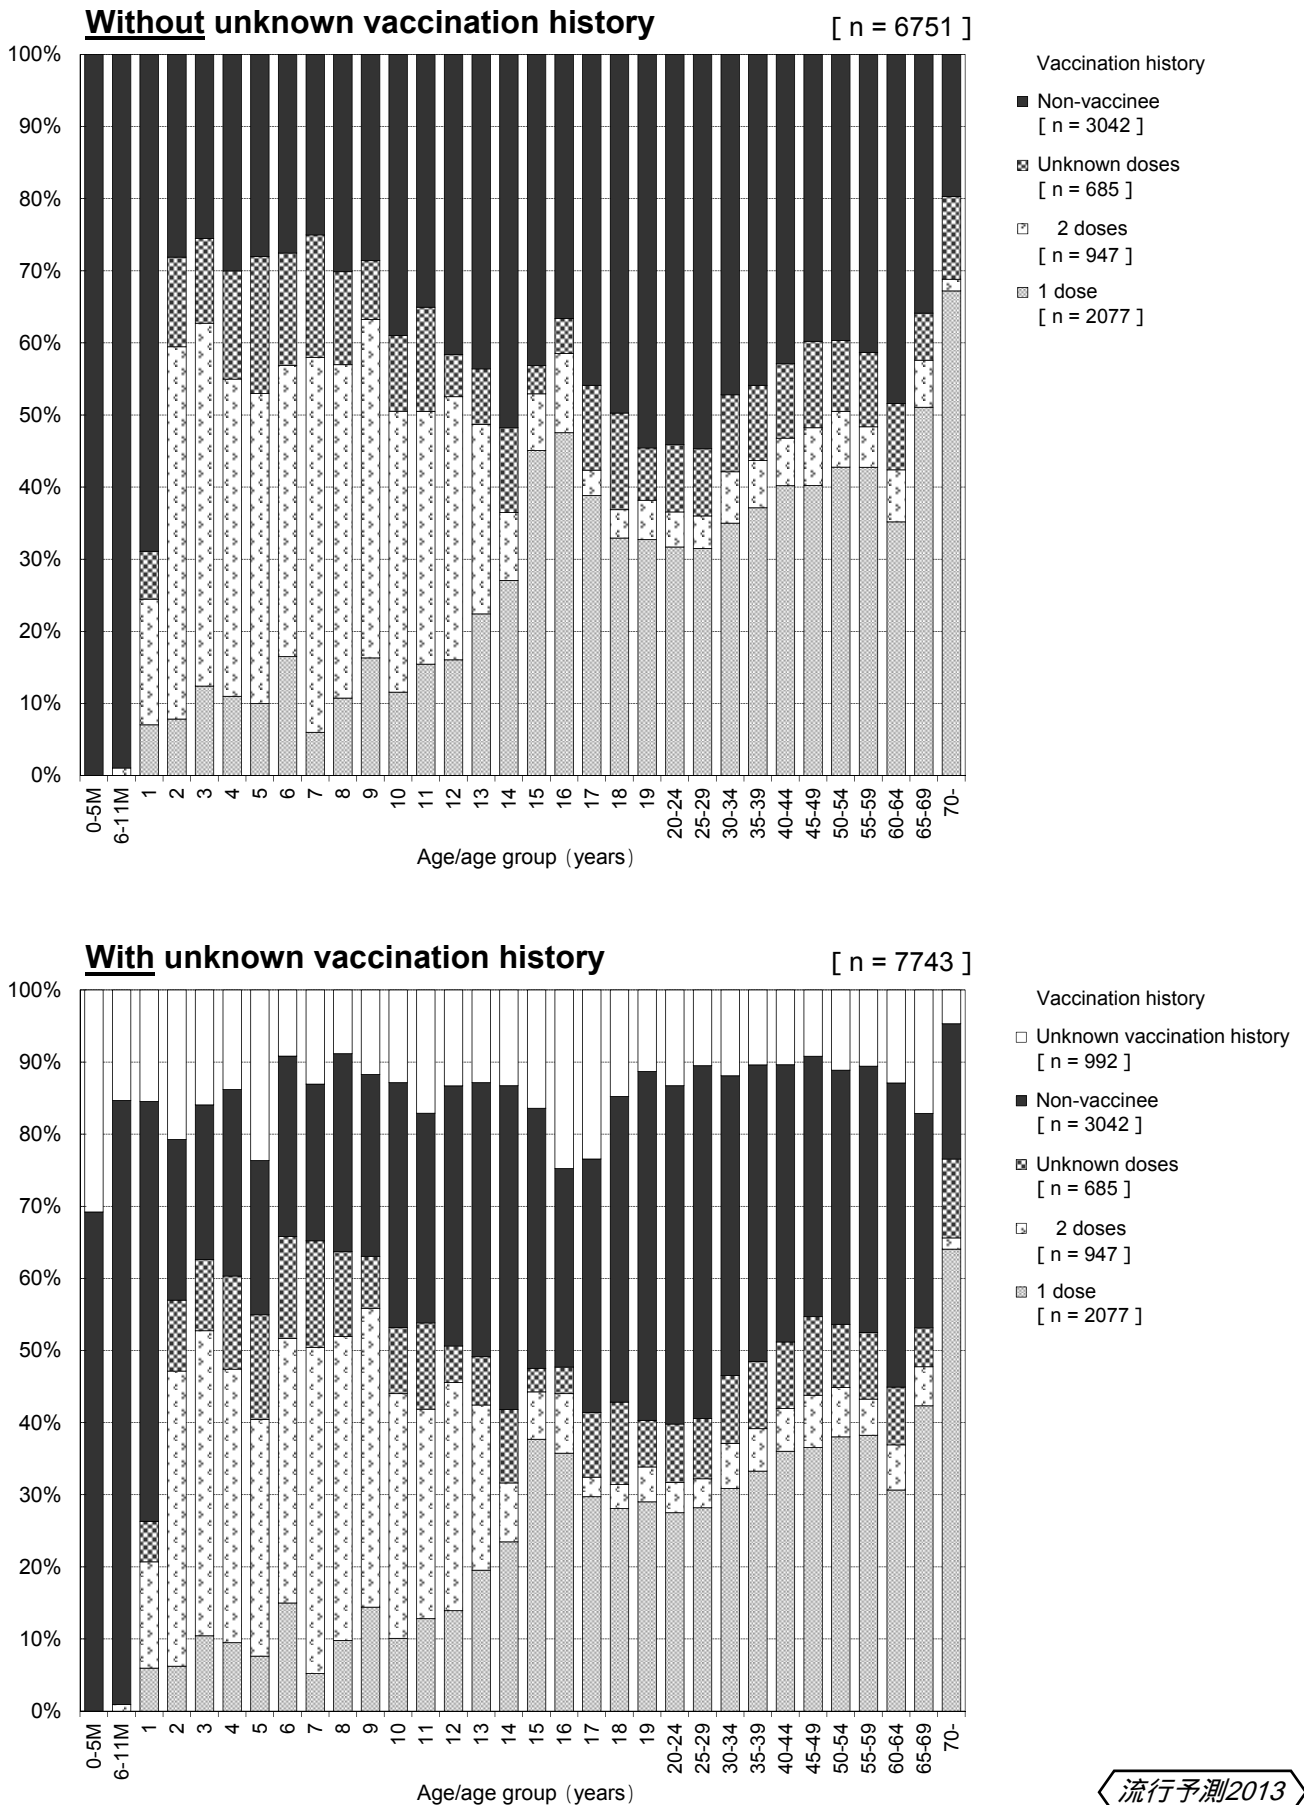 Without unknown vaccination history [ n = 6751 ]
100%
90%
80%
70%
60%
50%
40%
30%
20%
10%
0%
0-5M 6-11M 1 2 3 4 5 6 7 8 9 10 11 12 13 14 15 16 17 18 19 20-24 25-29 30-34 35-39 40-44 45-49 50-54 55-59 60-64 65-69 70-
Age/age group (years)
Vaccination history
Non-vaccinee
[ n = 3042 ]
Unknown doses
[ n = 685 ]
2 doses
[ n = 947 ]
1 dose
[ n = 2077 ]
With unknown vaccination history [ n = 7743 ]
100%
90%
80%
70%
60%
50%
40%
30%
20%
10%
0%
0-5M 6-11M 1 2 3 4 5 6 7 8 9 10 11 12 13 14 15 16 17 18 19 20-24 25-29 30-34 35-39 40-44 45-49 50-54 55-59 60-64 65-69 70-
Age/age group (years)
Vaccination history
Unknown vaccination history
[ n = 992 ]
Non-vaccinee
[ n = 3042 ]
Unknown doses
[ n = 685 ]
2 doses
[ n = 947 ]
1 dose
[ n = 2077 ]
流行予測2013